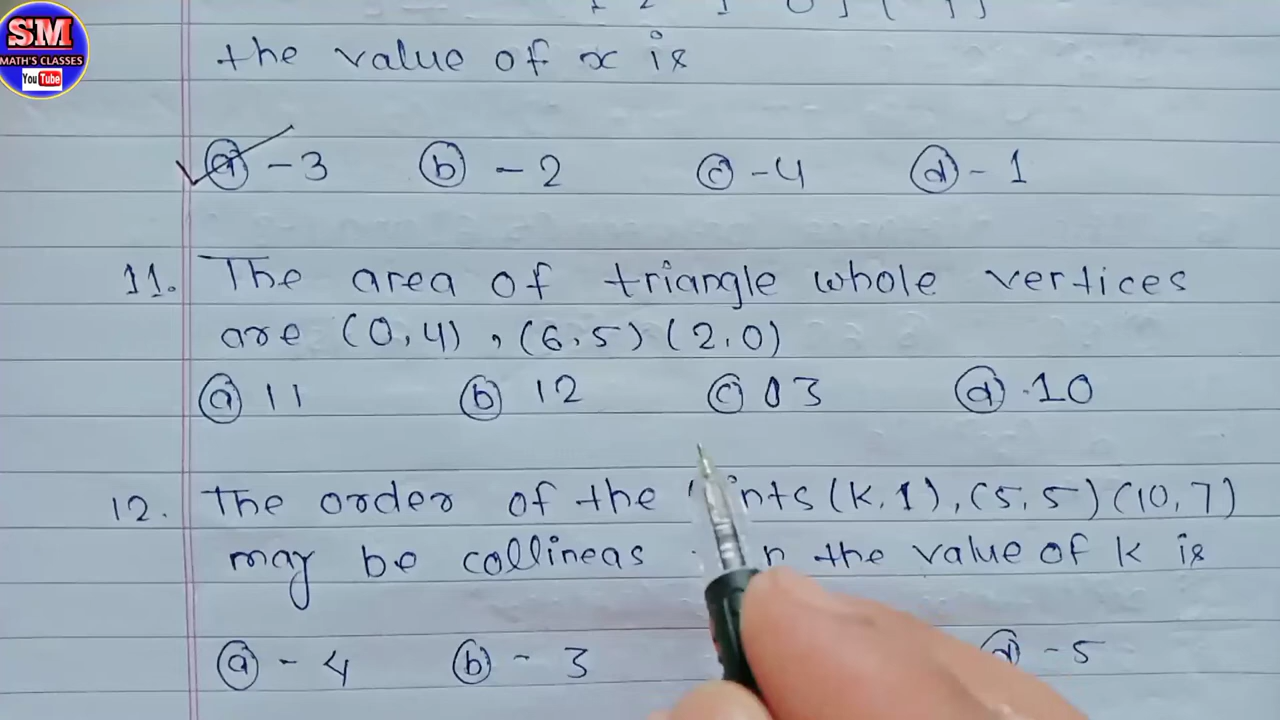 SM
MATH'S CLASSES
YouTube
the value of x is
(a) -3 (b) -2 (c) -4 (d) -1
11. The area of triangle whole vertices
are (0,4), (6,5) (2,0)
(a) 11 (b) 12 (c) 03 (d) 10
12. The order of the ints (k,1), (5,5) (10,7)
may be collineas n the value of k is
(a) -4 (b) -3 (d) -5